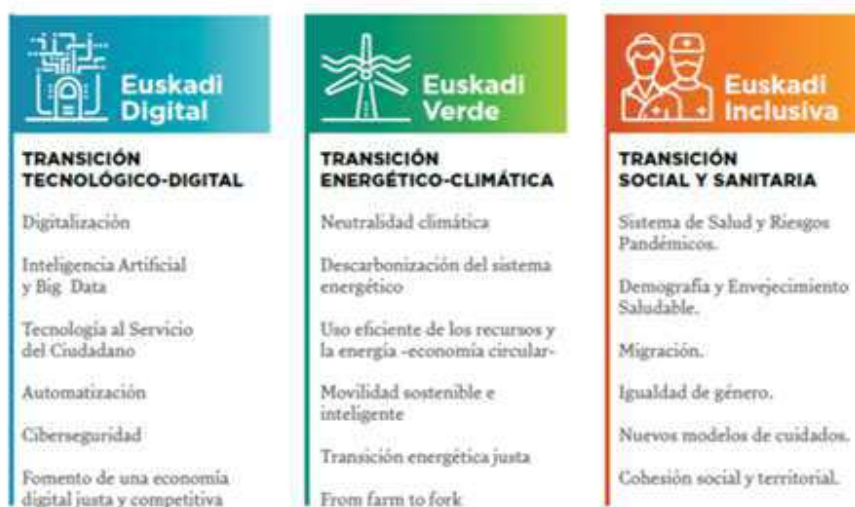 Euskadi
Digital
TRANSICIÓN
TECNOLÓGICO-DIGITAL
Digitalización
Inteligencia Artificial
y Big Data
Tecnología al Servicio
del Ciudadano
Automatización
Ciberseguridad
Fomento de una economía
digital justa y competitiva
Euskadi
Verde
TRANSICIÓN
ENERGÉTICO-CLIMÁTICA
Neutralidad climática
Descarbonización del sistema
energético
Uso eficiente de los recursos y
la energía -economía circular-
Movilidad sostenible e
inteligente
Transición energética justa
From farm to fork
Euskadi
Inclusiva
TRANSICIÓN
SOCIAL Y SANITARIA
Sistema de Salud y Riesgos
Pandémicos.
Demografía y Envejecimiento
Saludable.
Migración.
Igualdad de género.
Nuevos modelos de cuidados.
Cohesión social y territorial.